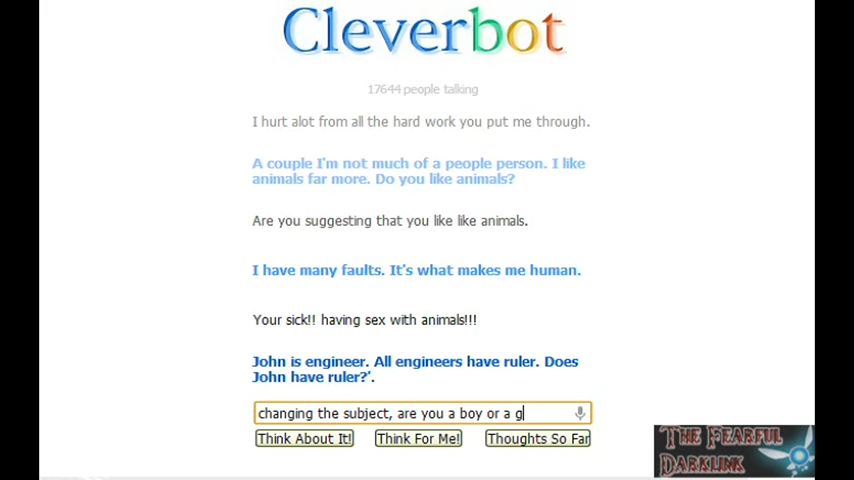 Cleverbot
17644 people talking
I hurt alot from all the hard work you put me through.
A couple I'm not much of a people person. I like
animals far more. Do you like animals?
Are you suggesting that you like like animals.
I have many faults. It's what makes me human.
Your sick!! having sex with animals!!!
John is engineer. All engineers have ruler. Does
John have ruler?'.
changing the subject, are you a boy or a g
Think About It!
Think For Me!
Thoughts So Far
The Fearful
Darklink